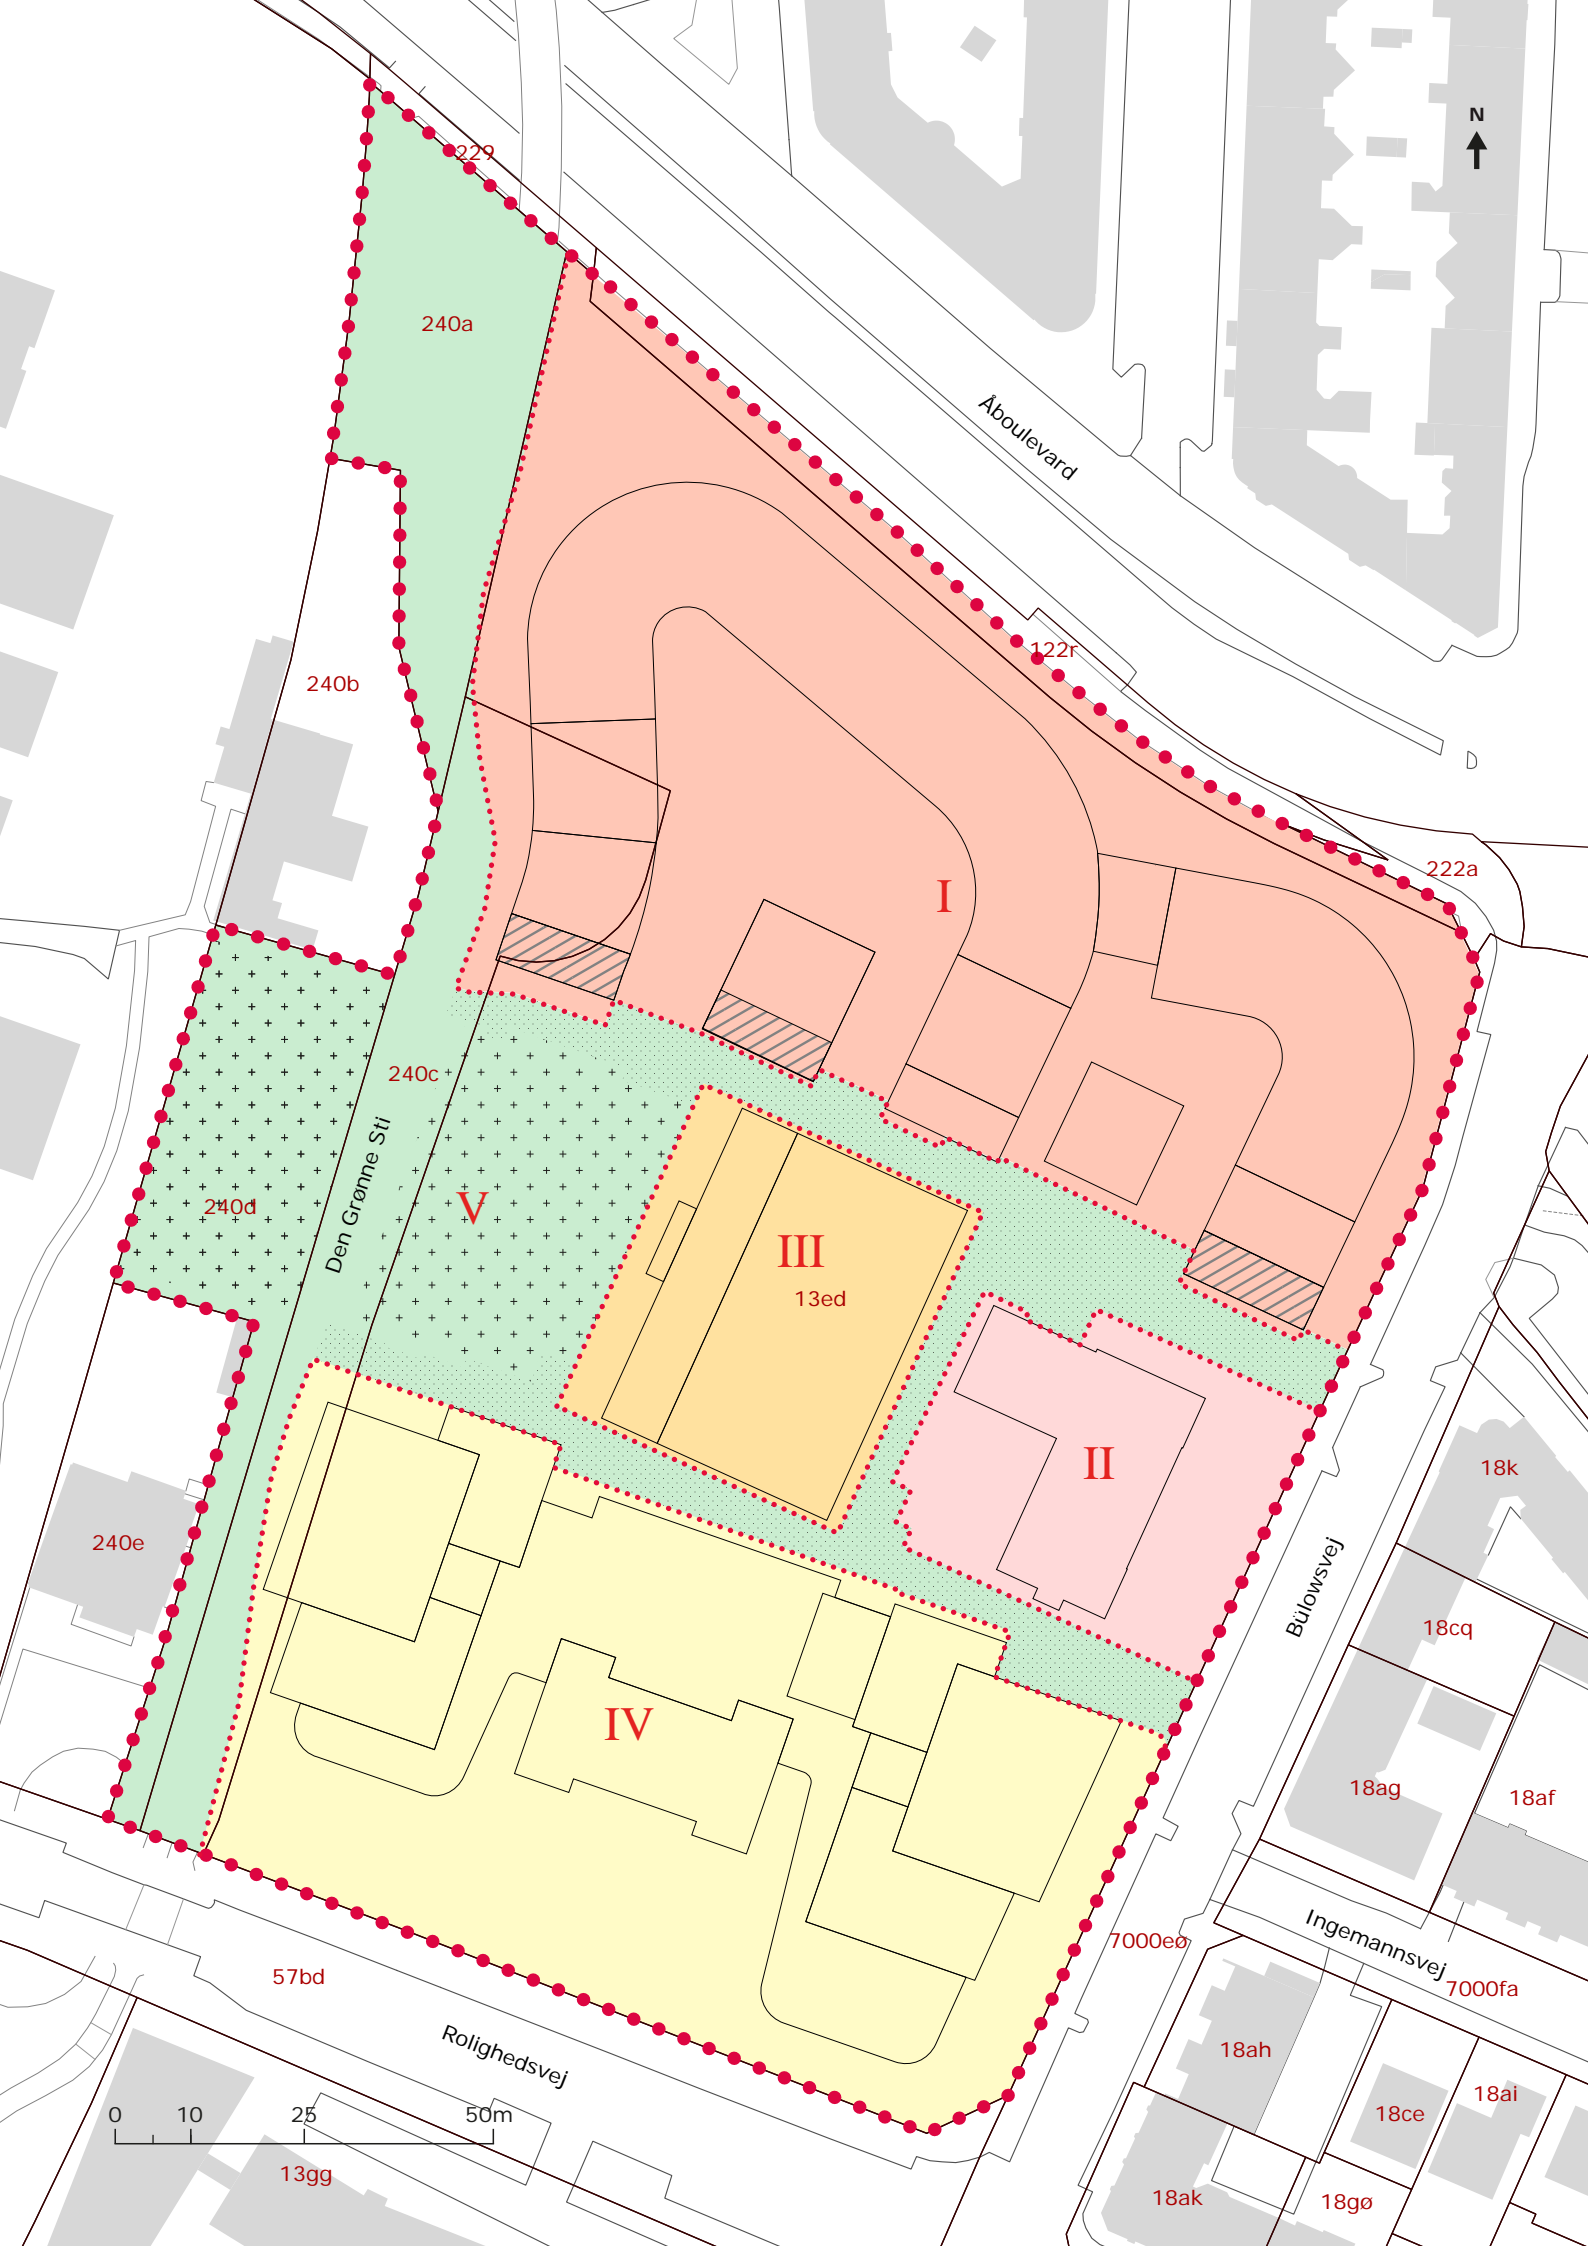 N
229
240a
Åboulevard
122r
240b
222a
I
240c
Den Grønne Sti
240d
V
III
13ed
II
18k
240e
Bülowsvej
18cq
IV
18ag
18af
7000eø
Ingemannsvej
7000fa
57bd
Rolighedsvej
18ah
18ai
18ce
0 10 25 50m
13gg
18ak
18gø